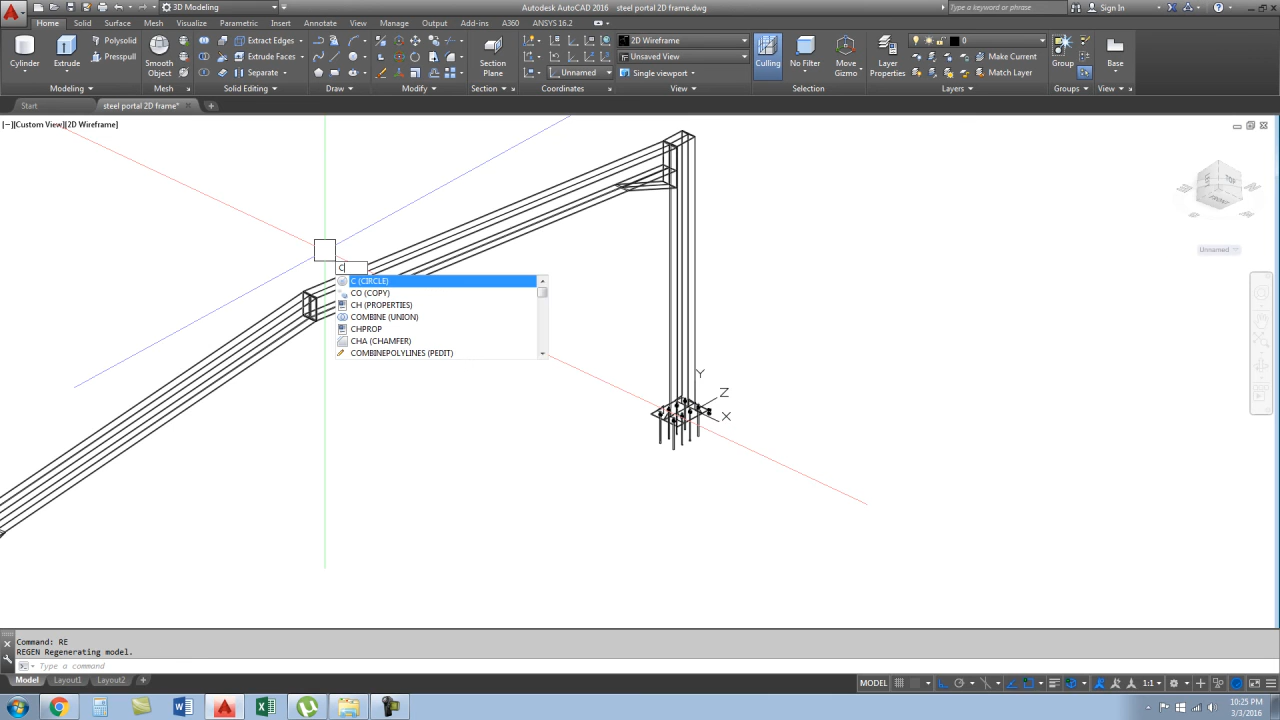 3D Modeling
Autodesk AutoCAD 2016 steel portal 2D frame.dwg
Type a keyword or phrase
Sign In
Home Solid Surface Mesh Visualize Parametric Insert Annotate View Manage Output Add-ins A360 ANSYS 16.2
Cylinder
Extrude
Polysolid
Presspull
Smooth Object
Extract Edges
Extrude Faces
Separate
Section Plane
Unnamed
2D Wireframe
Unsaved View
Single viewport
Culling
No Filter
Move Gizmo
Layer Properties
0
Make Current
Match Layer
Group
Base
Modeling Mesh Solid Editing Draw Modify Section Coordinates View Selection Layers Groups View
Start steel portal 2D frame*
[−][Custom View][2D Wireframe]
TOP
LEFT
FRONT
Unnamed
C
C (CIRCLE)
CO (COPY)
CH (PROPERTIES)
COMBINE (UNION)
CHPROP
CHA (CHAMFER)
COMBINEPOLYLINES (PEDIT)
Y
Z
X
Command: RE
REGEN Regenerating model.
Type a command
Model Layout1 Layout2
MODEL 1:1
10:25 PM
3/3/2016